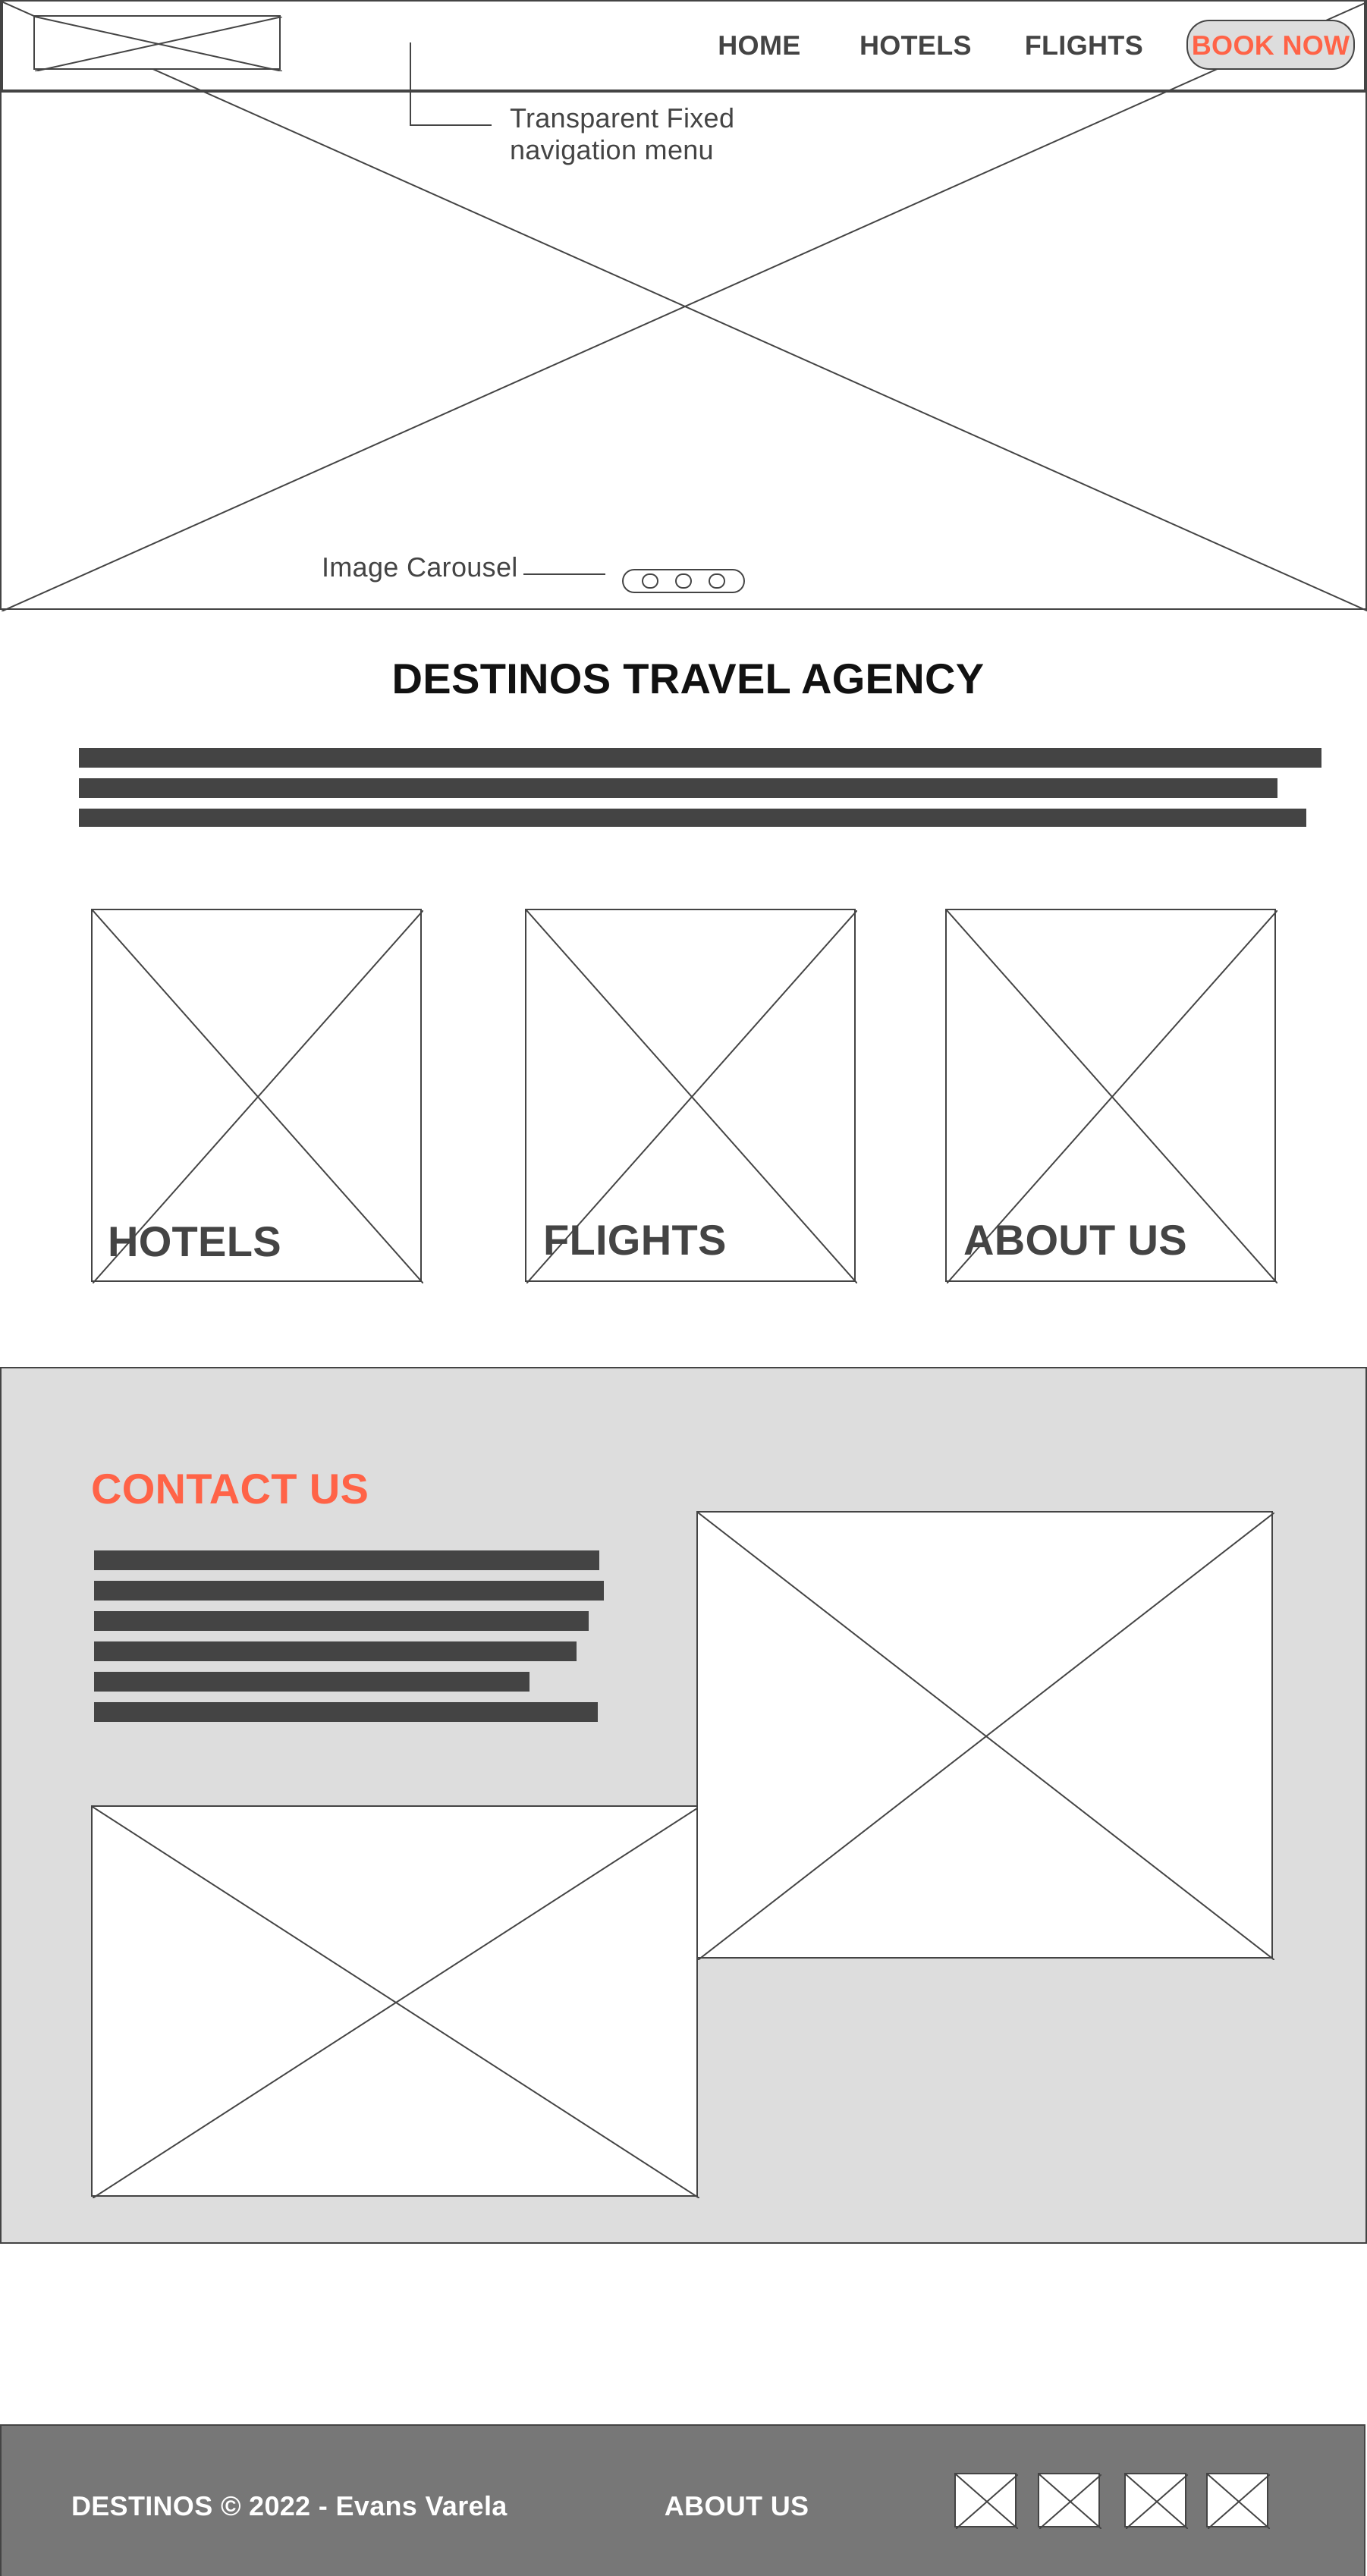 HOME HOTELS FLIGHTS BOOK NOW
Transparent Fixed
navigation menu
Image Carousel
DESTINOS TRAVEL AGENCY
HOTELS FLIGHTS ABOUT US
CONTACT US
DESTINOS © 2022 - Evans Varela ABOUT US